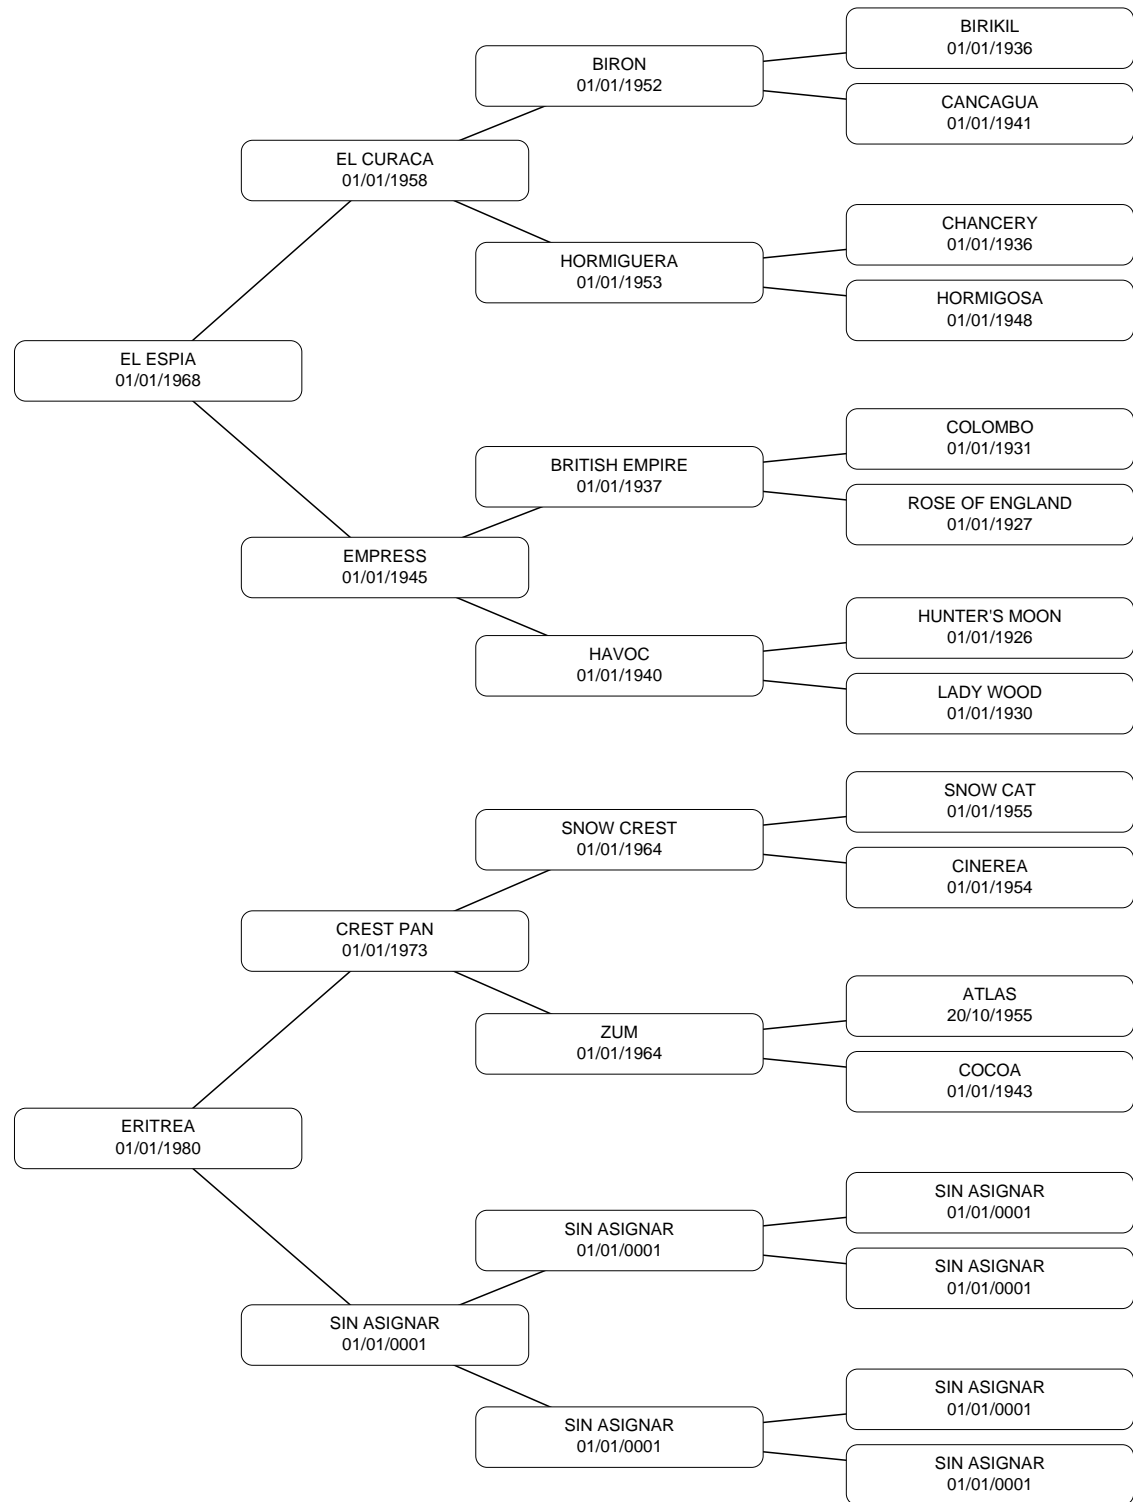 BIRIKIL
01/01/1936
BIRON
01/01/1952
CANCAGUA
01/01/1941
EL CURACA
01/01/1958
CHANCERY
01/01/1936
HORMIGUERA
01/01/1953
HORMIGOSA
01/01/1948
EL ESPIA
01/01/1968
COLOMBO
01/01/1931
BRITISH EMPIRE
01/01/1937
ROSE OF ENGLAND
01/01/1927
EMPRESS
01/01/1945
HUNTER'S MOON
01/01/1926
HAVOC
01/01/1940
LADY WOOD
01/01/1930
SNOW CAT
01/01/1955
SNOW CREST
01/01/1964
CINEREA
01/01/1954
CREST PAN
01/01/1973
ATLAS
20/10/1955
ZUM
01/01/1964
COCOA
01/01/1943
ERITREA
01/01/1980
SIN ASIGNAR
01/01/0001
SIN ASIGNAR
01/01/0001
SIN ASIGNAR
01/01/0001
SIN ASIGNAR
01/01/0001
SIN ASIGNAR
01/01/0001
SIN ASIGNAR
01/01/0001
SIN ASIGNAR
01/01/0001